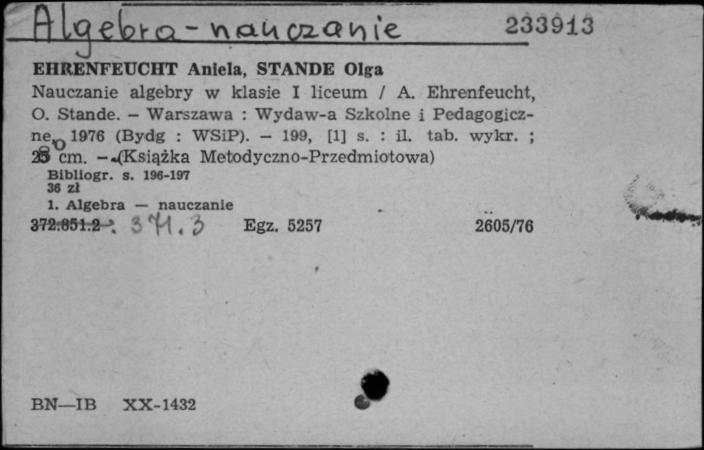 Algebra - nauczanie 233913
EHRENFEUCHT Aniela, STANDE Olga
Nauczanie algebry w klasie I liceum / A. Ehrenfeucht,
O. Stande. — Warszawa : Wydaw-a Szkolne i Pedagogicz-
ne, 1976 (Bydg : WSiP). — 199, [1] s. : il. tab. wykr. ;
cm. — (Książka Metodyczno-Przedmiotowa)
Bibliogr. s. 196-197
36 zł
1. Algebra — nauczanie
372.851.2 : 371.3 Egz. 5257 2605/76
BN—IB XX-1432